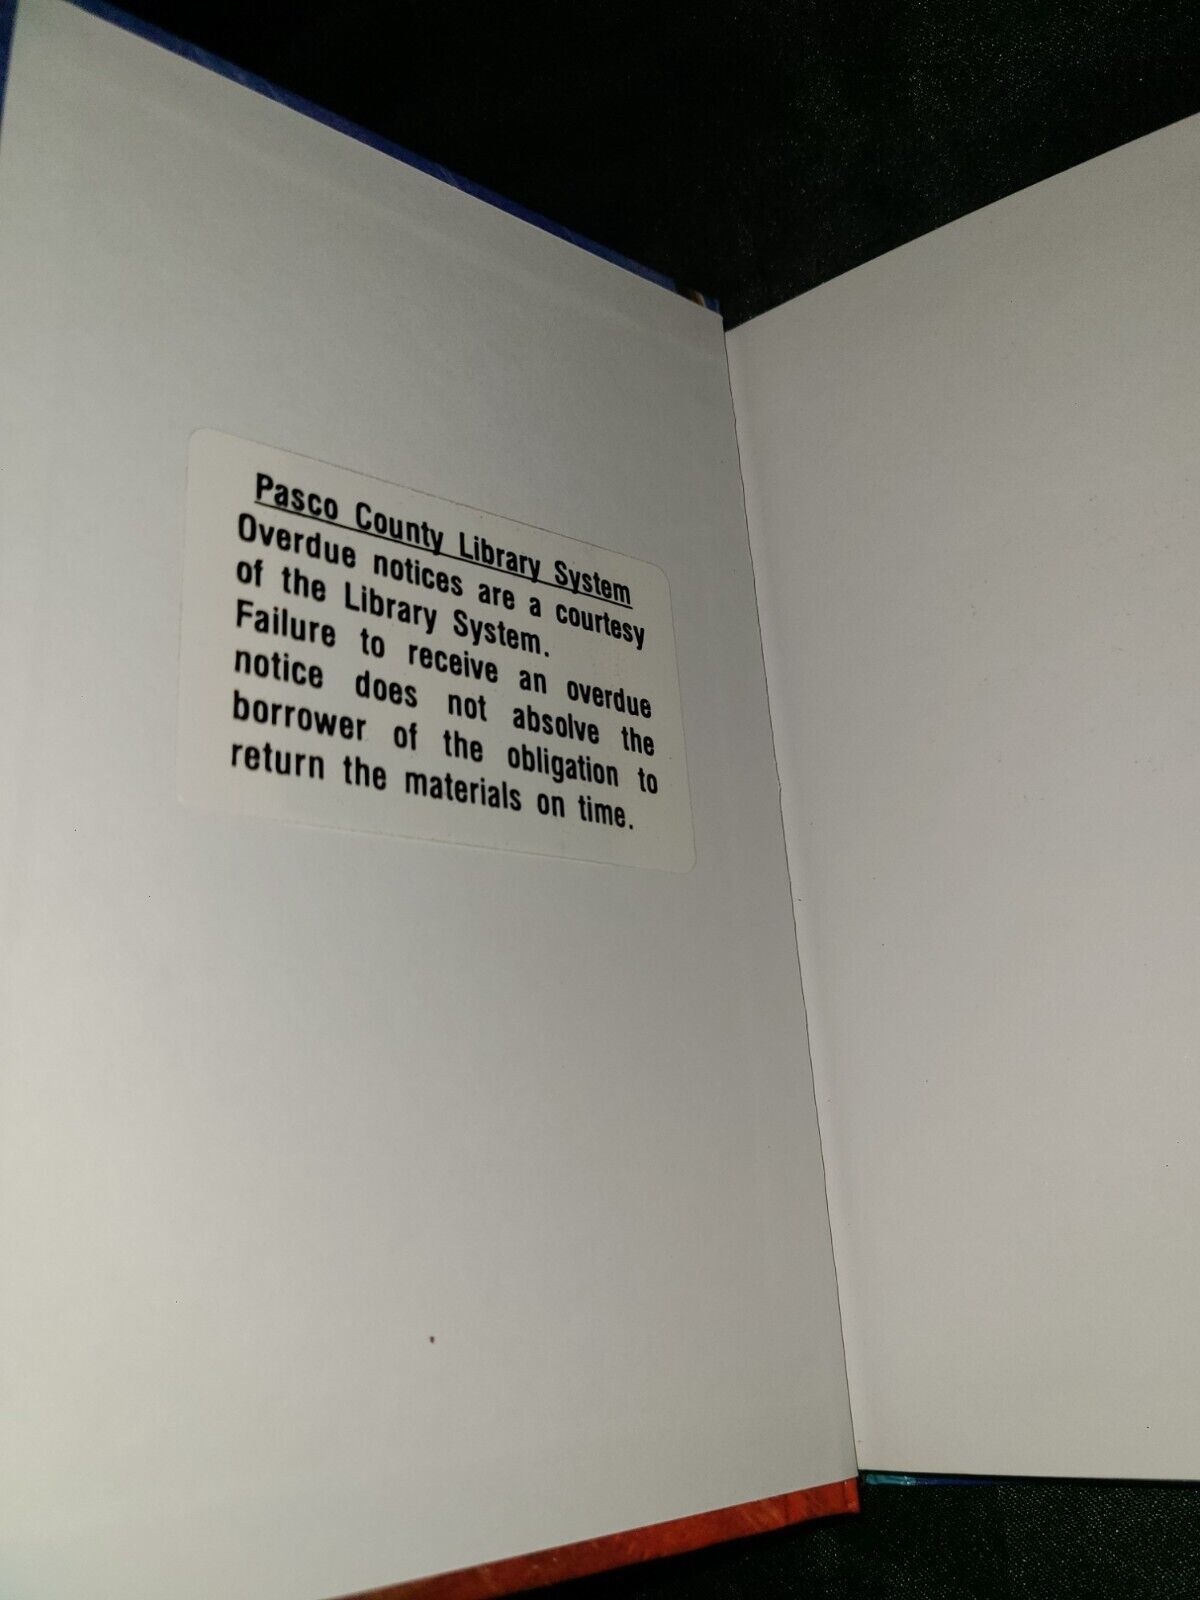 Pasco County Library System
Overdue notices are a courtesy
of the Library System.
Failure to receive an overdue
notice does not absolve the
borrower of the obligation to
return the materials on time.